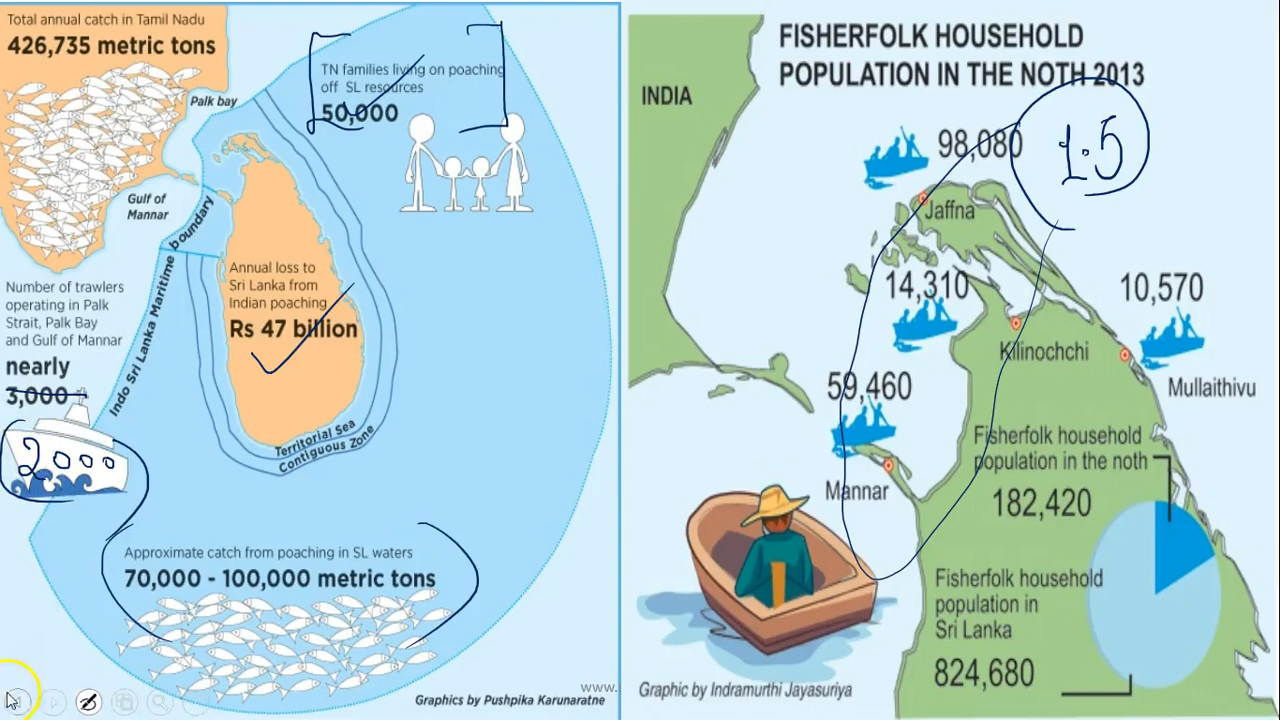 Total annual catch in Tamil Nadu
426,735 metric tons
Palk bay
TN families living on poaching
off SL resources
50,000
Gulf of
Mannar
Indo Sri Lanka Maritime boundary
Annual loss to
Sri Lanka from
Indian poaching
Rs 47 billion
Number of trawlers
operating in Palk
Strait, Palk Bay
and Gulf of Mannar
nearly
3,000
2000
Territorial Sea
Contiguous Zone
Approximate catch from poaching in SL waters
70,000 - 100,000 metric tons
Graphics by Pushpika Karunaratne
www.
FISHERFOLK HOUSEHOLD
POPULATION IN THE NOTH 2013
INDIA
1:5
98,080
Jaffna
14,310
Kilinochchi
10,570
Mullaithivu
59,460
Mannar
Fisherfolk household
population in the noth
182,420
Fisherfolk household
population in
Sri Lanka
824,680
Graphic by Indramurthi Jayasuriya